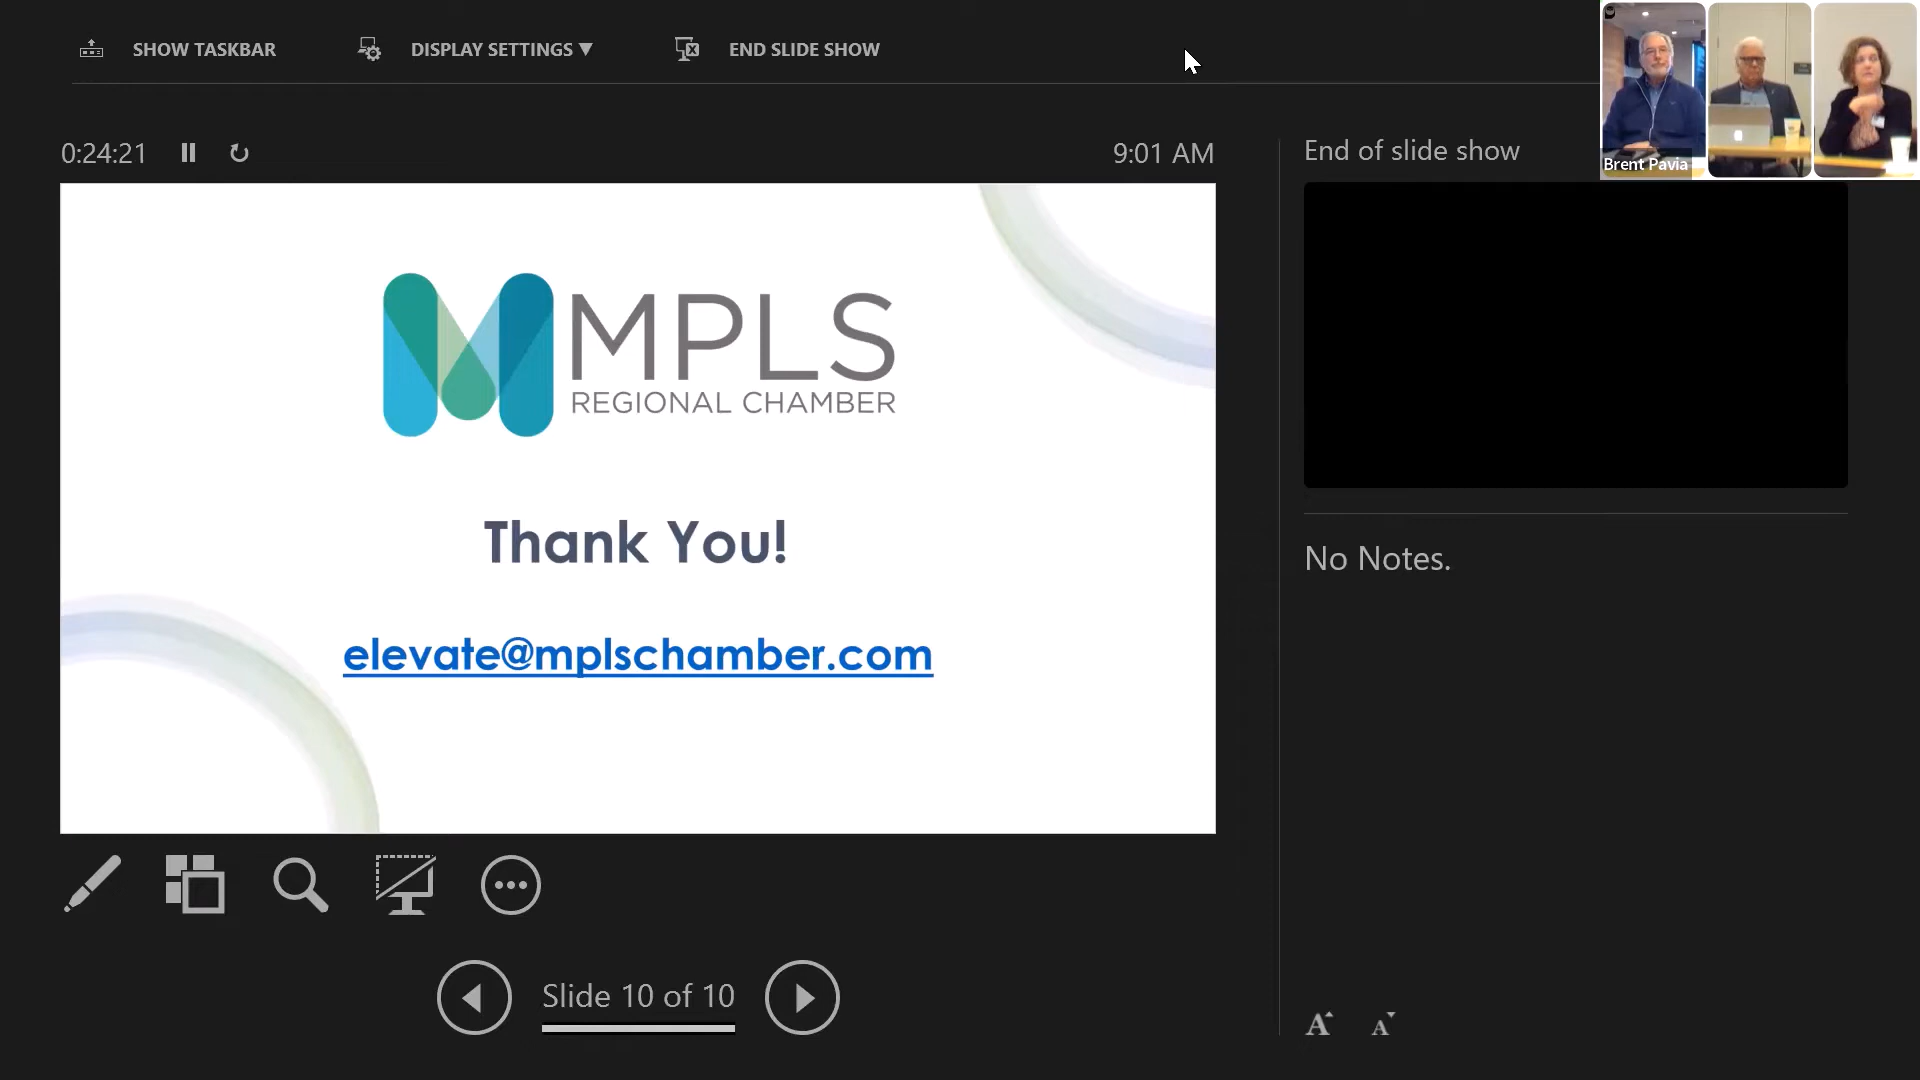 SHOW TASKBAR
DISPLAY SETTINGS ▼
END SLIDE SHOW
Brent Pavia
0:24:21
9:01 AM
End of slide show
MPLS
REGIONAL CHAMBER
Thank You!
elevate@mplschamber.com
No Notes.
Slide 10 of 10
A
A